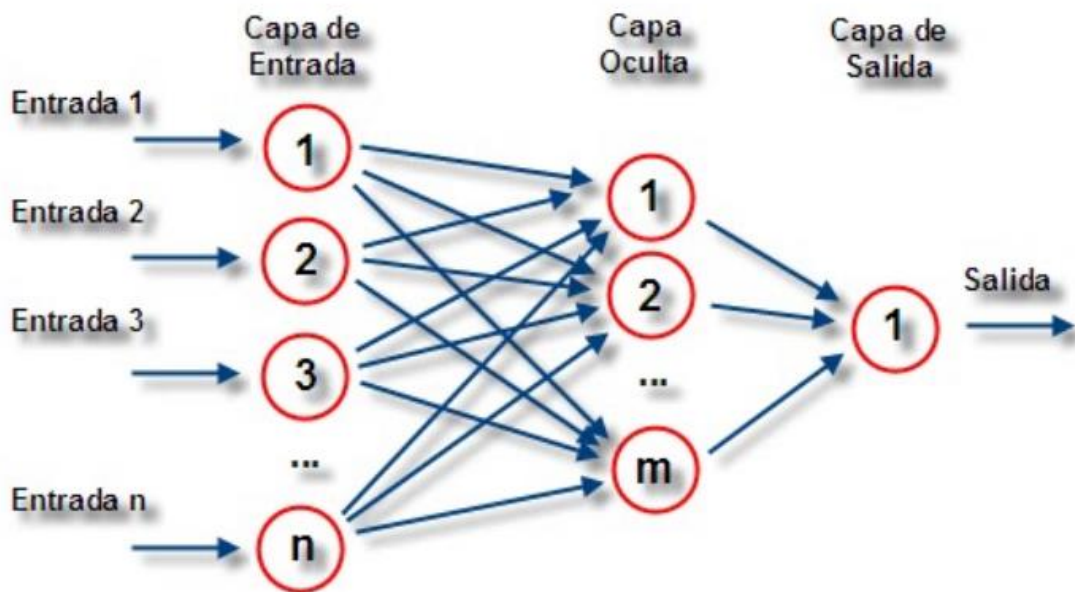 Capa de
Entrada
Capa
Oculta
Capa de
Salida
Entrada 1
1
Entrada 2
2
Entrada 3
3
...
Entrada n
n
1
2
...
m
1
Salida